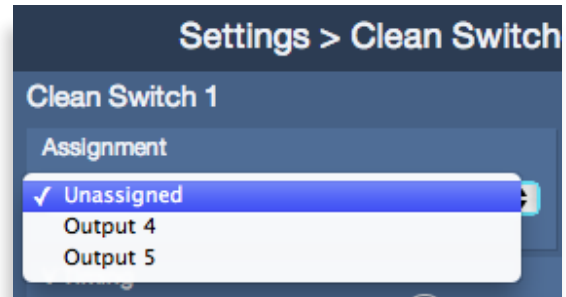 Settings > Clean Switch
Clean Switch 1
Assignment
✓ Unassigned
Output 4
Output 5